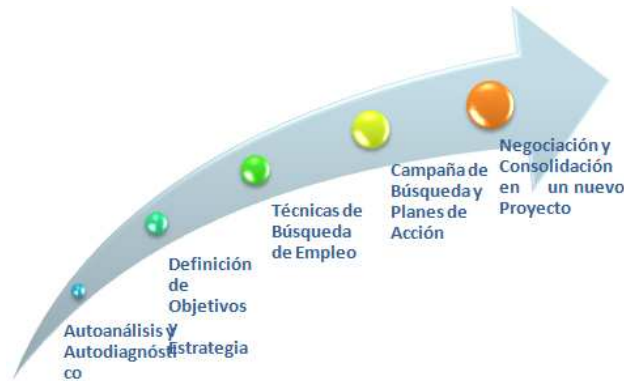 Autoanálisis y
Autodiagnósti
co
Definición
de
Objetivos
y
Estrategia
Técnicas de
Búsqueda
de Empleo
Campaña de
Búsqueda y
Planes de
Acción
Negociación y
Consolidación
en un nuevo
Proyecto